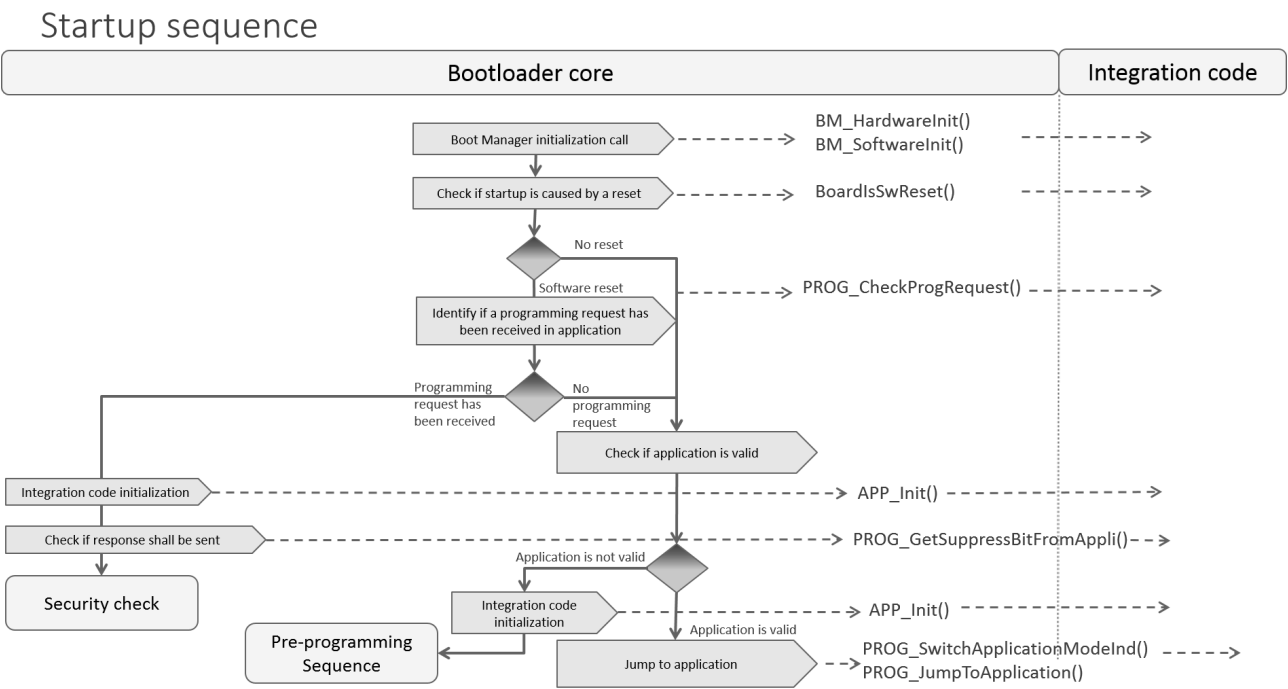 Startup sequence
Bootloader core
Integration code
Boot Manager initialization call
BM_HardwareInit()
BM_SoftwareInit()
Check if startup is caused by a reset
BoardIsSwReset()
No reset
Software reset
PROG_CheckProgRequest()
Identify if a programming request has
been received in application
Programming
request has
been received
No
programming
request
Check if application is valid
Integration code initialization
APP_Init()
Check if response shall be sent
PROG_GetSuppressBitFromAppli()
Application is not valid
Security check
Integration code
initialization
APP_Init()
Application is valid
Pre-programming
Sequence
Jump to application
PROG_SwitchApplicationModeInd()
PROG_JumpToApplication()